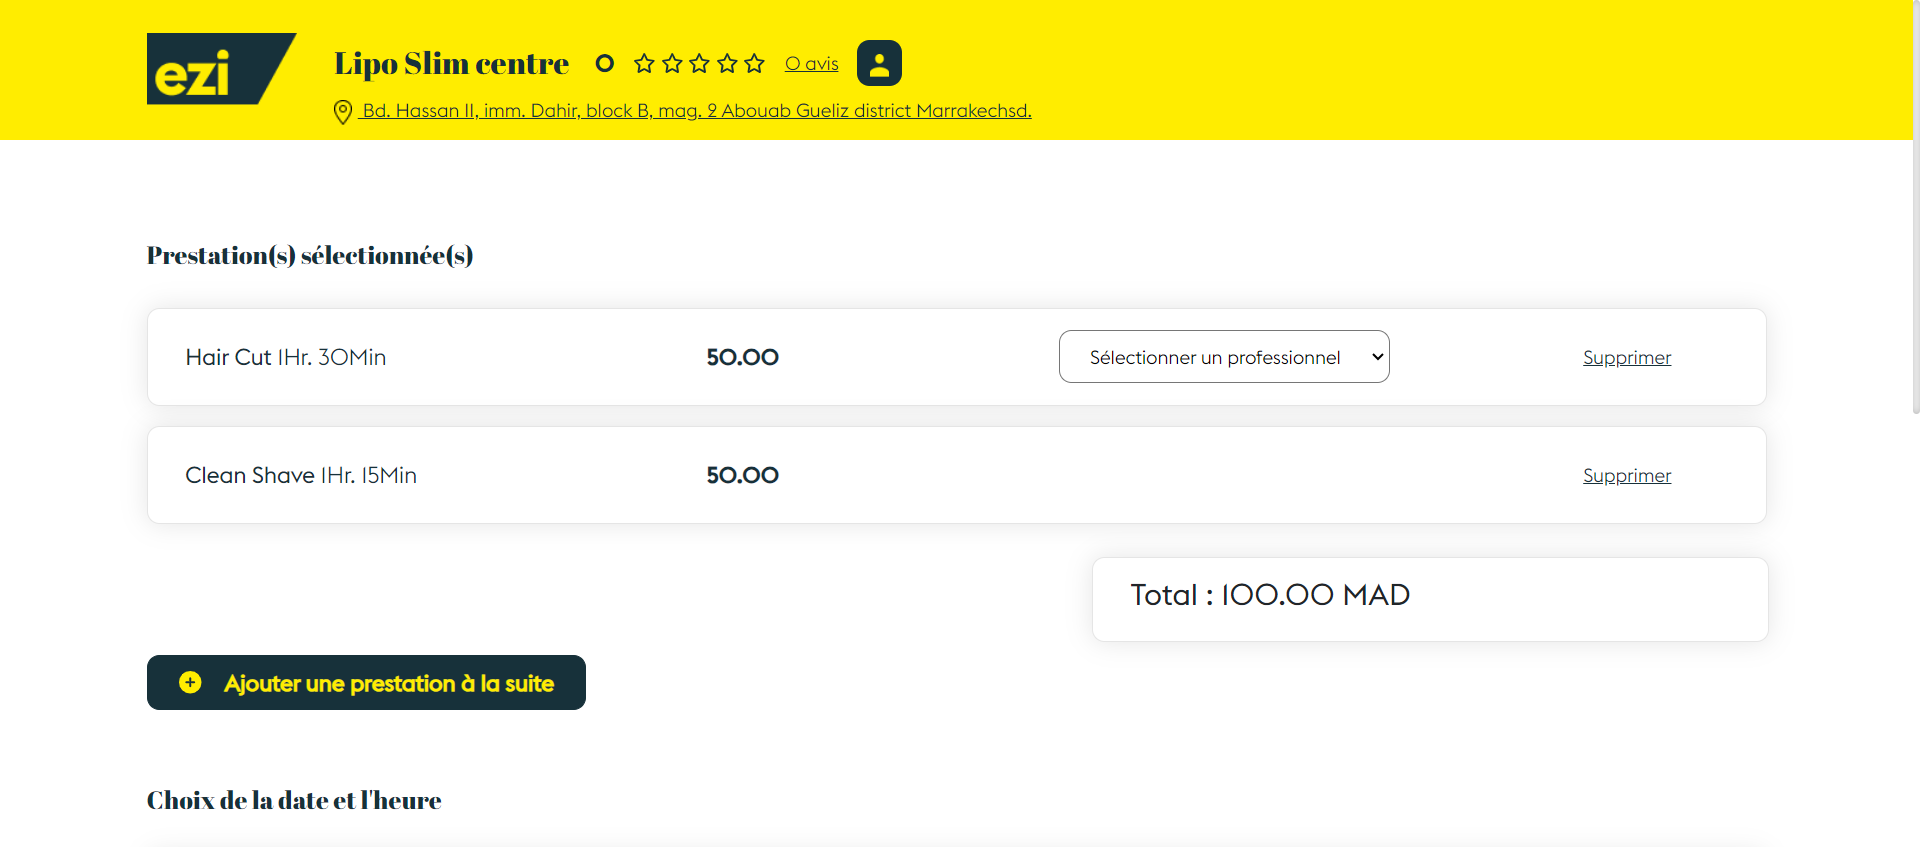 ezi
Lipo Slim centre 0 0 avis
Bd. Hassan II, imm. Dahir, block B, mag. 2 Abouab Gueliz district Marrakechsd.
Prestation(s) sélectionnée(s)
Hair Cut 1Hr. 30Min 50.00 Sélectionner un professionnel Supprimer
Clean Shave 1Hr. 15Min 50.00 Supprimer
Total : 100.00 MAD
Ajouter une prestation à la suite
Choix de la date et l'heure